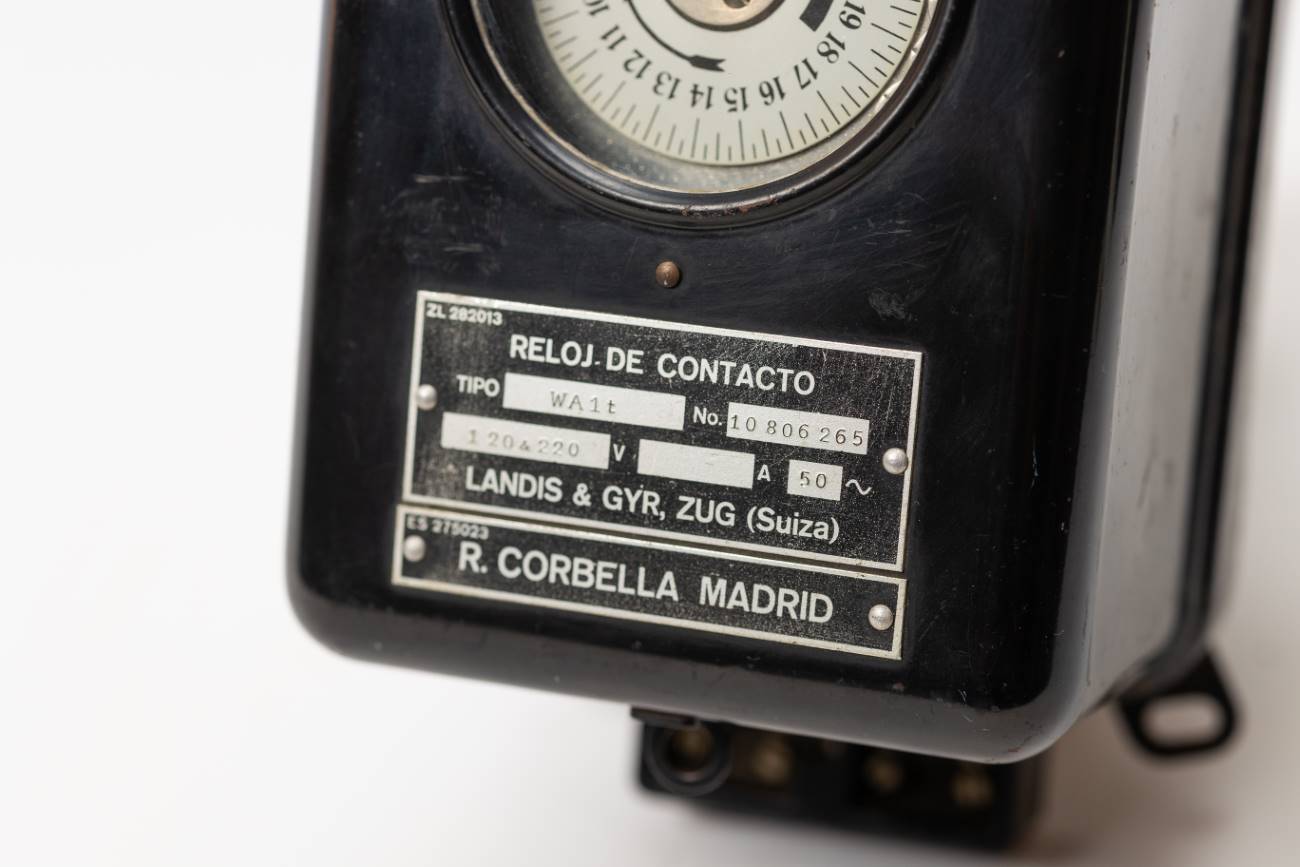 10 11 12 13 14 15 16 17 18 19
ZL 282013
RELOJ DE CONTACTO
TIPO WA1t No. 10 806 265
120&220 V A 50 ~
LANDIS & GYR, ZUG (Suiza)
ES 275023
R. CORBELLA MADRID